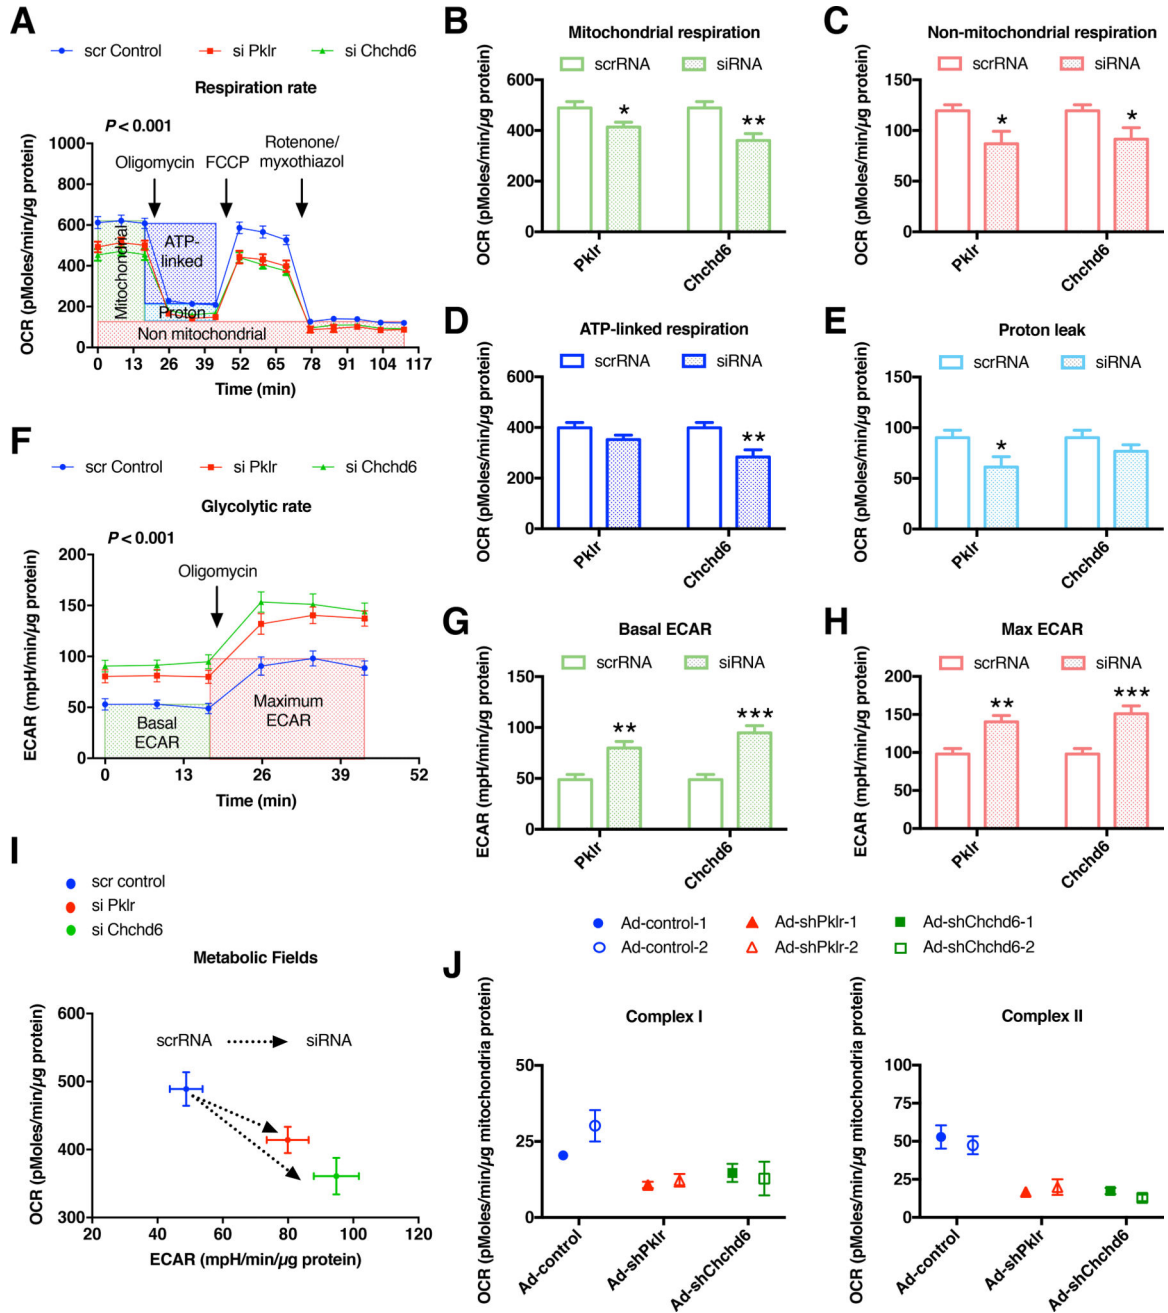 A
scr Control
si Pklr
si Chchd6
Respiration rate
P < 0.001
Oligomycin
FCCP
Rotenone/
myxothiazol
OCR (pMoles/min/µg protein)
1000
800
600
400
200
0
Mitochondrial
ATP-
linked
Proton
Non mitochondrial
0 13 26 39 52 65 78 91 104 117
Time (min)
B
Mitochondrial respiration
scrRNA
siRNA
OCR (pMoles/min/µg protein)
600
400
200
0
*
**
Pklr
Chchd6
C
Non-mitochondrial respiration
scrRNA
siRNA
OCR (pMoles/min/µg protein)
150
100
50
0
*
*
Pklr
Chchd6
D
ATP-linked respiration
scrRNA
siRNA
OCR (pMoles/min/µg protein)
600
400
200
0
**
Pklr
Chchd6
E
Proton leak
scrRNA
siRNA
OCR (pMoles/min/µg protein)
150
100
50
0
*
Pklr
Chchd6
F
scr Control
si Pklr
si Chchd6
Glycolytic rate
P < 0.001
Oligomycin
ECAR (mpH/min/µg protein)
200
150
100
50
0
Basal
ECAR
Maximum
ECAR
0 13 26 39 52
Time (min)
G
Basal ECAR
scrRNA
siRNA
ECAR (mpH/min/µg protein)
150
100
50
0
**
***
Pklr
Chchd6
H
Max ECAR
scrRNA
siRNA
ECAR (mpH/min/µg protein)
200
150
100
50
0
**
***
Pklr
Chchd6
I
scr control
si Pklr
si Chchd6
Metabolic Fields
scrRNA
siRNA
OCR (pMoles/min/µg protein)
600
500
400
300
20 40 60 80 100 120
ECAR (mpH/min/µg protein)
J
Ad-control-1
Ad-shPklr-1
Ad-shChchd6-1
Ad-control-2
Ad-shPklr-2
Ad-shChchd6-2
Complex I
OCR (pMoles/min/µg mitochondria protein)
50
25
0
Ad-control
Ad-shPklr
Ad-shChchd6
Complex II
OCR (pMoles/min/µg mitochondria protein)
100
75
50
25
0
Ad-control
Ad-shPklr
Ad-shChchd6